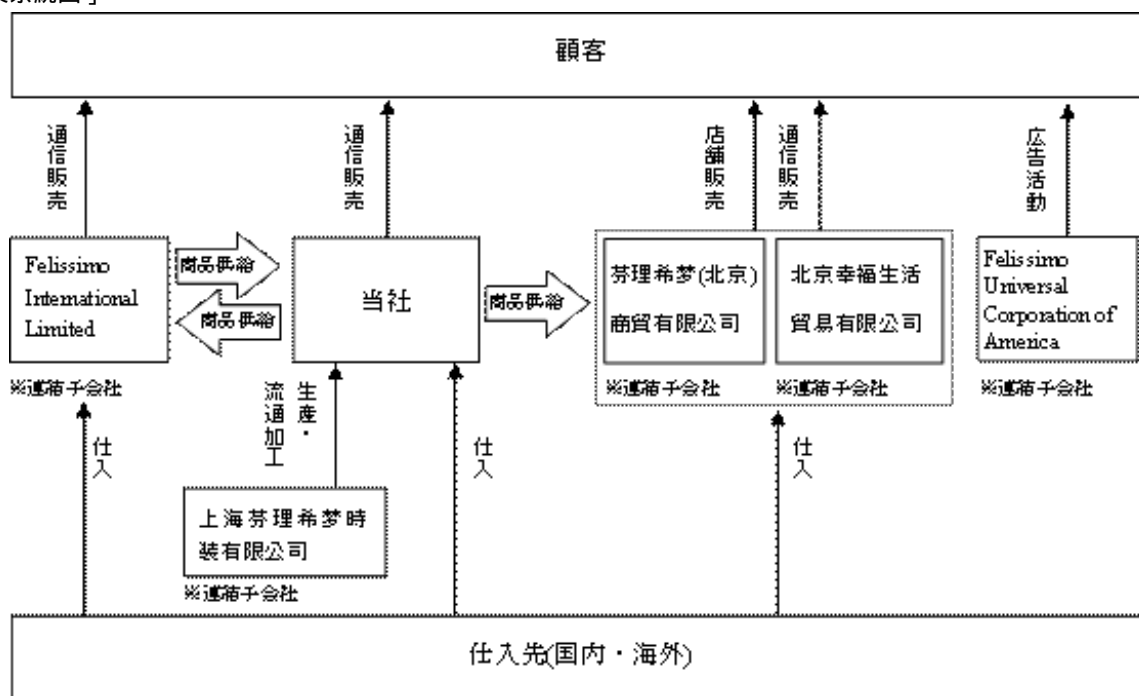 事業系統図]
顧客
通信販売
通信販売
店舗販売
通信販売
広告活動
Felissimo
International
Limited
商品供給
商品供給
当社
商品供給
芬理希梦(北京)
商貿有限公司
北京幸福生活
貿易有限公司
Felissimo
Universal
Corporation of
America
※連結子会社
※連結子会社
※連結子会社
※連結子会社
仕入
生産・
流通加工
仕入
仕入
上海芬理希梦時
装有限公司
※連結子会社
仕入先(国内・海外)